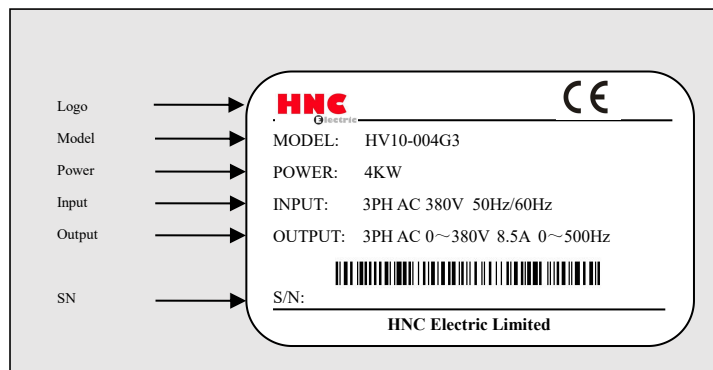 HNC
Electric
CE
Logo
Model
MODEL: HV10-004G3
Power
POWER: 4KW
Input
INPUT: 3PH AC 380V 50Hz/60Hz
Output
OUTPUT: 3PH AC 0～380V 8.5A 0～500Hz
SN
S/N:
HNC Electric Limited